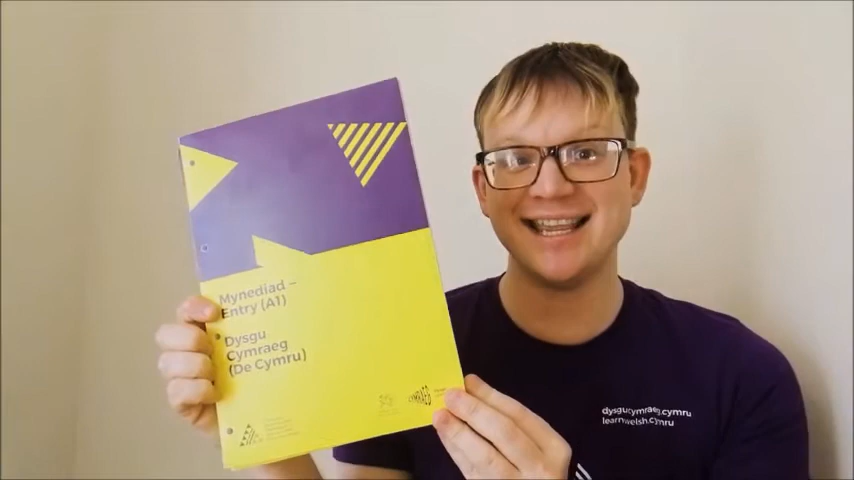 Mynediad –
Entry (A1)
Dysgu
Cymraeg
(De Cymru)
dysgucymraeg.cymru
learnwelsh.cymru